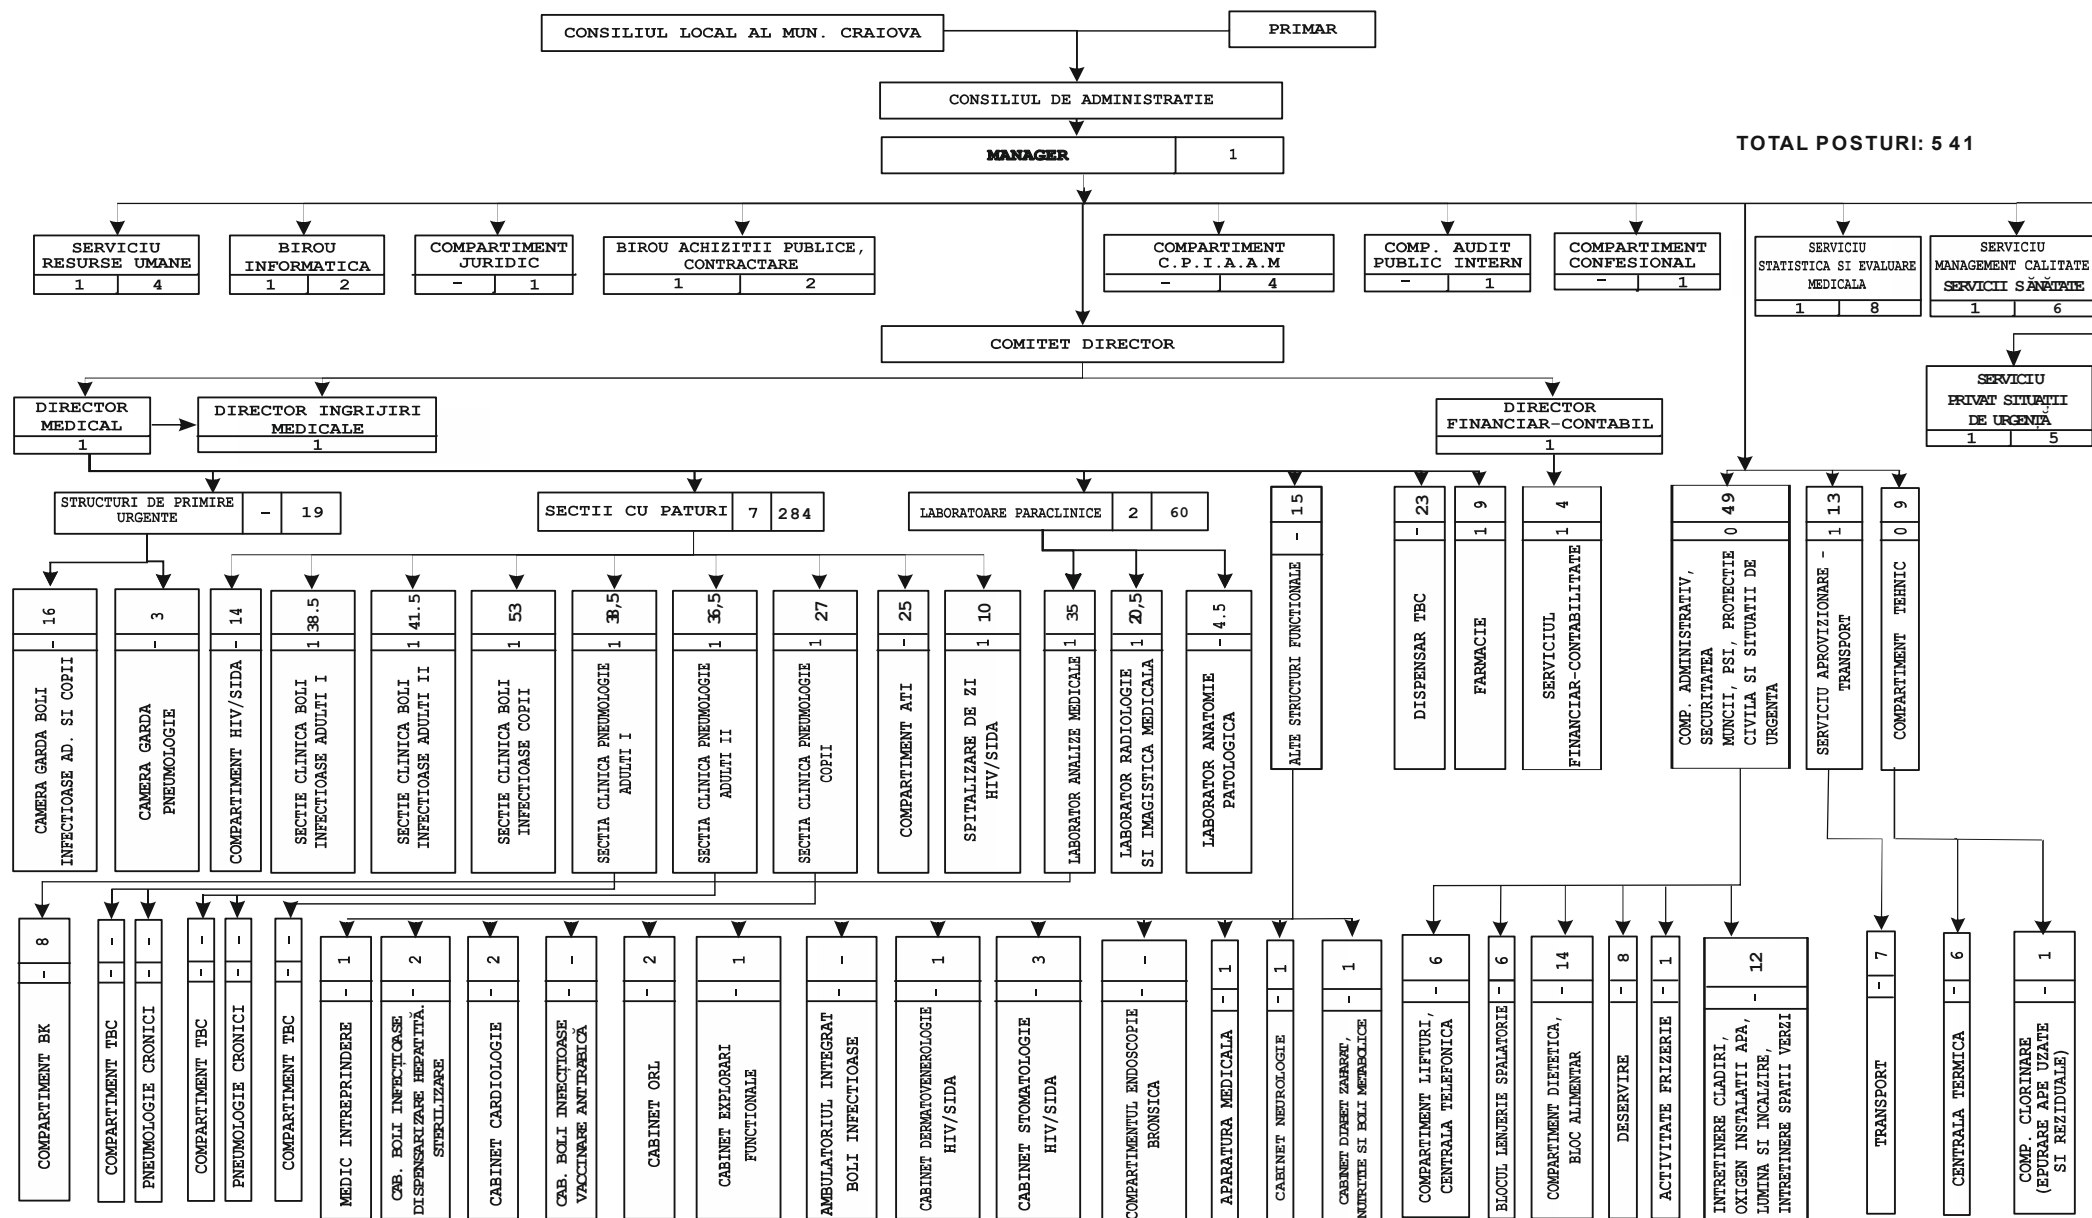 CONSILIUL LOCAL AL MUN. CRAIOVA
PRIMAR
CONSILIUL DE ADMINISTRATIE
MANAGER 1
TOTAL POSTURI: 5 41
SERVICIU
RESURSE UMANE
1 4
BIROU
INFORMATICA
1 2
COMPARTIMENT
JURIDIC
- 1
BIROU ACHIZITII PUBLICE,
CONTRACTARE
1 2
COMPARTIMENT
C.P.I.A.A.M
- 4
COMP. AUDIT
PUBLIC INTERN
- 1
COMPARTIMENT
CONFESIONAL
- 1
SERVICIU
STATISTICA SI EVALUARE
MEDICALA
1 8
SERVICIU
MANAGEMENT CALITATE
SERVICII SĂNĂTATE
1 6
COMITET DIRECTOR
SERVICIU
PRIVAT SITUAȚII
DE URGENȚĂ
1 5
DIRECTOR
MEDICAL
1
DIRECTOR INGRIJIRI
MEDICALE
1
DIRECTOR
FINANCIAR-CONTABIL
1
STRUCTURI DE PRIMIRE
URGENTE
- 19
SECTII CU PATURI 7 284
LABORATOARE PARACLINICE 2 60
ALTE STRUCTURI FUNCTIONALE - 15
DISPENSAR TBC - 23
FARMACIE 1 9
SERVICIUL
FINANCIAR-CONTABILITATE
1 4
COMP. ADMINISTRATIV,
SECURITATEA
MUNCII, PSI, PROTECTIE
CIVILA SI SITUATII DE
URGENTA
0 49
SERVICIU APROVIZIONARE -
TRANSPORT
1 13
COMPARTIMENT TEHNIC 0 9
CAMERA GARDA BOLI
INFECTIOASE AD. SI COPII
- 16
CAMERA GARDA
PNEUMOLOGIE
- 3
COMPARTIMENT HIV/SIDA - 14
SECTIE CLINICA BOLI
INFECTIOASE ADULTI I
1 38.5
SECTIE CLINICA BOLI
INFECTIOASE ADULTI II
1 41.5
SECTIE CLINICA BOLI
INFECTIOASE COPII
1 53
SECTIA CLINICA PNEUMOLOGIE
ADULTI I
1 38,5
SECTIA CLINICA PNEUMOLOGIE
ADULTI II
1 36,5
SECTIA CLINICA PNEUMOLOGIE
COPII
1 27
COMPARTIMENT ATI - 25
SPITALIZARE DE ZI
HIV/SIDA
1 10
LABORATOR ANALIZE MEDICALE 1 35
LABORATOR RADIOLOGIE
SI IMAGISTICA MEDICALA
1 20,5
LABORATOR ANATOMIE
PATOLOGICA
- 4.5
COMPARTIMENT BK - 8
COMPARTIMENT TBC - -
PNEUMOLOGIE CRONICI - -
COMPARTIMENT TBC - -
PNEUMOLOGIE CRONICI - -
COMPARTIMENT TBC - -
MEDIC INTREPRINDERE - 1
CAB. BOLI INFECȚIOASE
DISPENSARIZARE HEPATITĂ.
STERILIZARE
- 2
CABINET CARDIOLOGIE - 2
CAB. BOLI INFECȚIOASE
VACCINARE ANTIRABICĂ
- -
CABINET ORL - 2
CABINET EXPLORARI
FUNCTIONALE
- 1
AMBULATORIUL INTEGRAT
BOLI INFECTIOASE
- -
CABINET DERMATOVENEROLOGIE
HIV/SIDA
- 1
CABINET STOMATOLOGIE
HIV/SIDA
- 3
COMPARTIMENTUL ENDOSCOPIE
BRONSICA
- -
APARATURA MEDICALA - 1
CABINET NEUROLOGIE - 1
CABINET DIABET ZAHARAT,
NUTRITIE SI BOLI METABOLICE
- 1
COMPARTIMENT LIFTURI,
CENTRALA TELEFONICA
- 6
BLOCUL LENJERIE SPALATORIE - 6
COMPARTIMENT DIETETICA,
BLOC ALIMENTAR
- 14
DESERVIRE - 8
ACTIVITATE FRIZERIE - 1
INTRETINERE CLADIRI,
OXIGEN INSTALATII APA,
LUMINA SI INCALZIRE,
INTRETINERE SPATII VERZI
- 12
TRANSPORT - 7
CENTRALA TERMICA - 6
COMP. CLORINARE
(EPURARE APE UZATE
SI REZIDUALE)
- 1